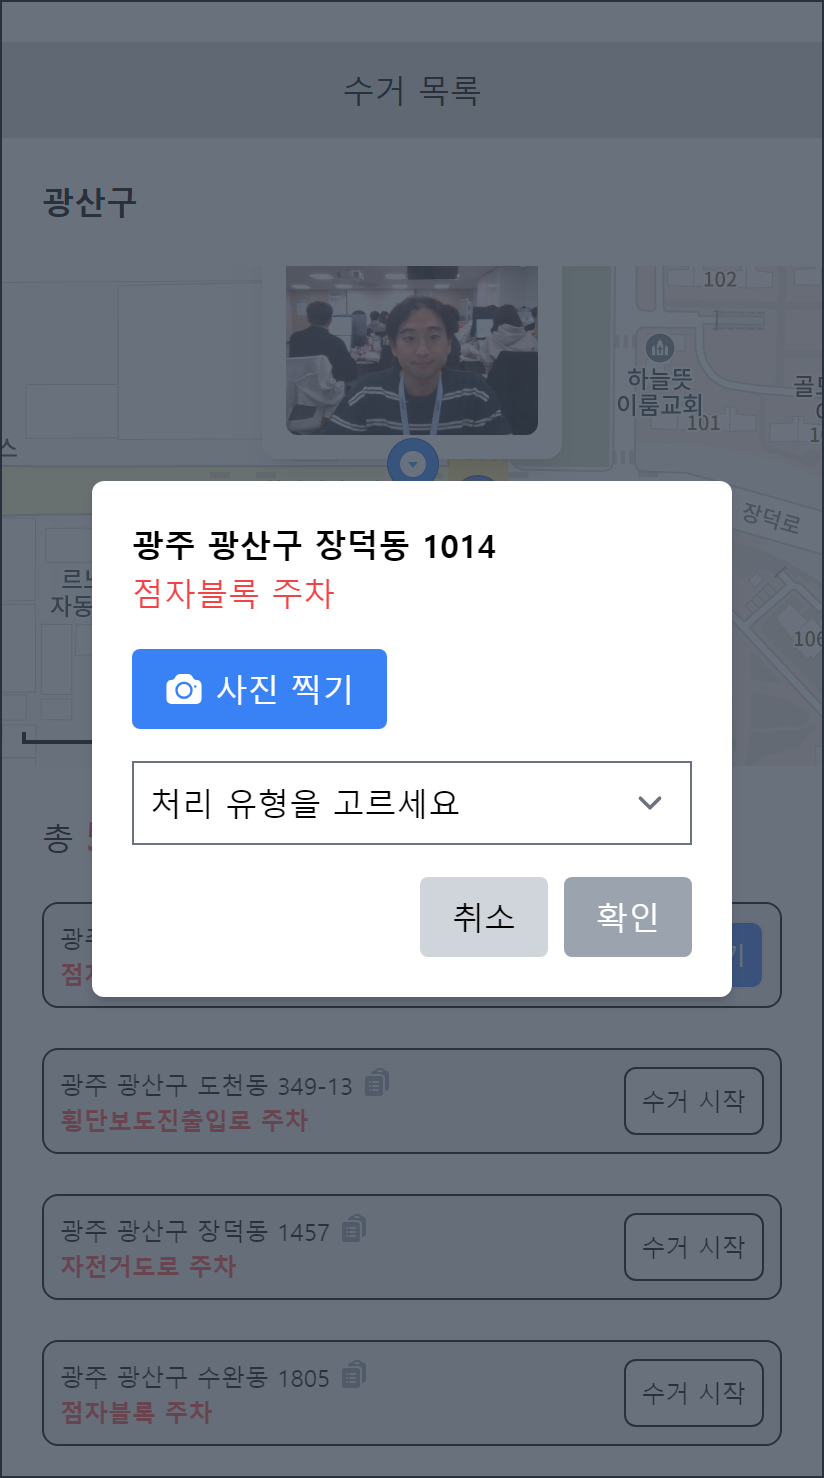 수거 목록
광산구
102
하늘뜻
이룸교회
101
장덕로
자동
106
광주 광산구 장덕동 1014
점자블록 주차
사진 찍기
처리 유형을 고르세요
취소
확인
총
광주 광산구 도천동 349-13
횡단보도진출입로 주차
수거 시작
광주 광산구 장덕동 1457
자전거도로 주차
수거 시작
광주 광산구 수완동 1805
점자블록 주차
수거 시작